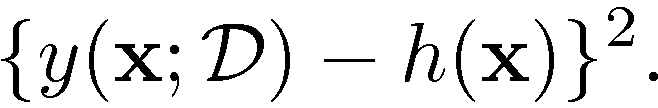 {y(𝐱; 𝒟) − h(𝐱)}².